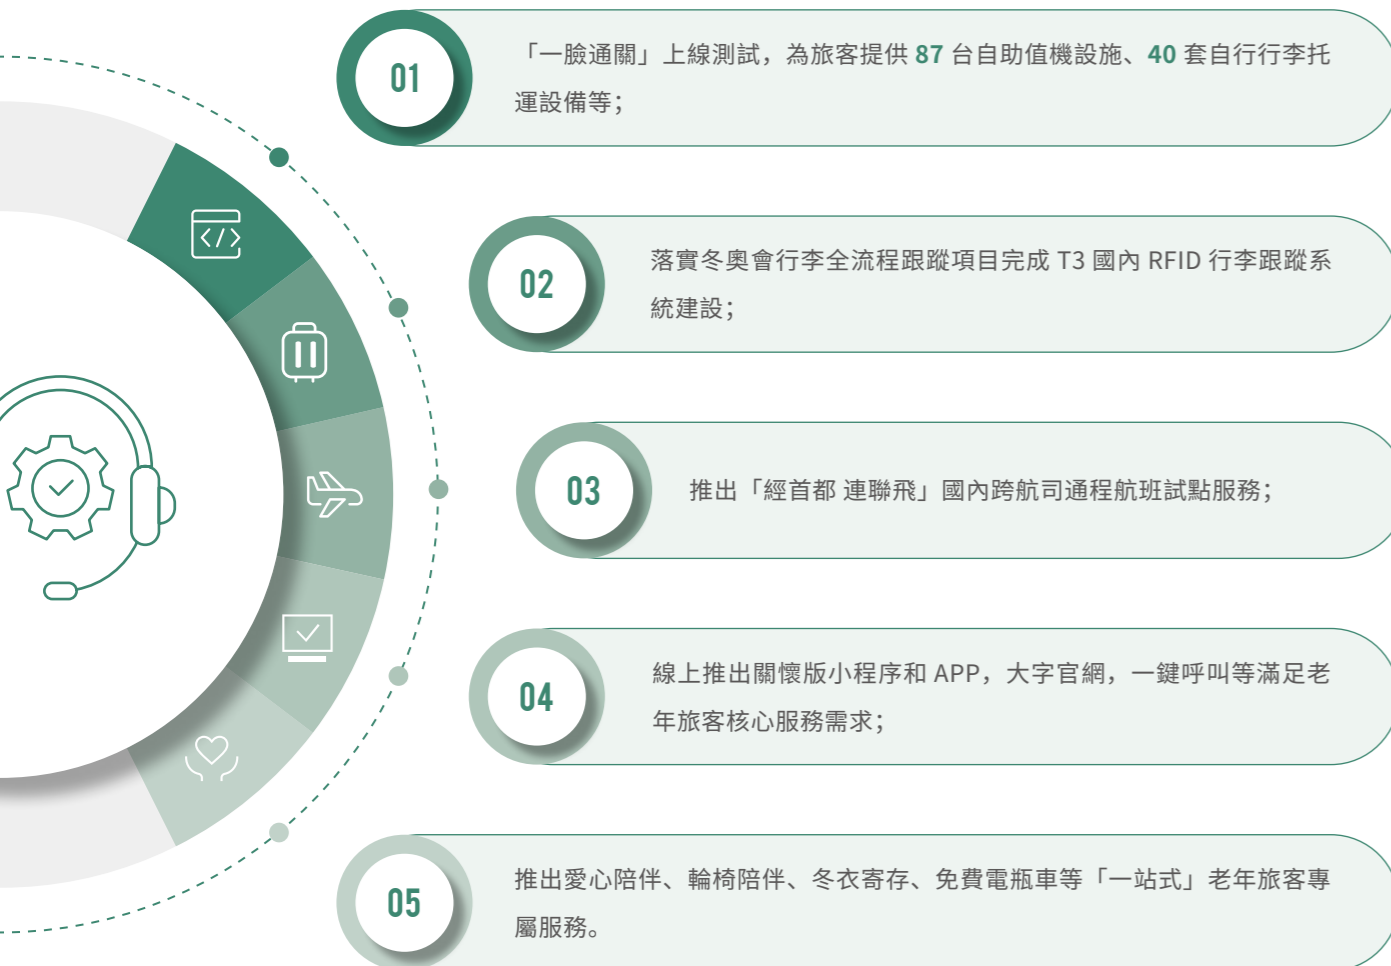 01
「一臉通關」上線測試，為旅客提供 87 台自助值機設施、40 套自行行李托
運設備等；
02
落實冬奧會行李全流程跟蹤項目完成 T3 國內 RFID 行李跟蹤系
統建設；
03
推出「經首都 連聯飛」國內跨航司通程航班試點服務；
04
線上推出關懷版小程序和 APP，大字官網，一鍵呼叫等滿足老
年旅客核心服務需求；
05
推出愛心陪伴、輪椅陪伴、冬衣寄存、免費電瓶車等「一站式」老年旅客專
屬服務。